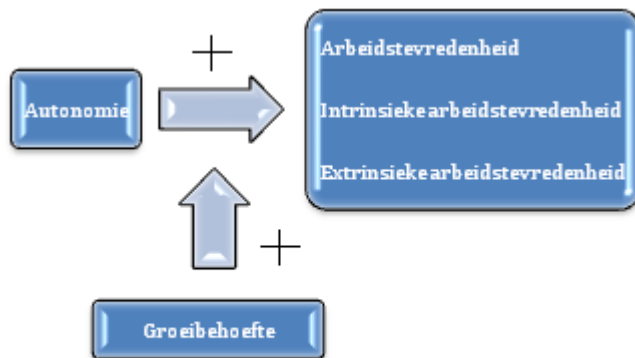 +
Arbeidstevredenheid
Autonomie
Intrinsieke arbeidstevredenheid
Extrinsieke arbeidstevredenheid
+
Groeibehoefte